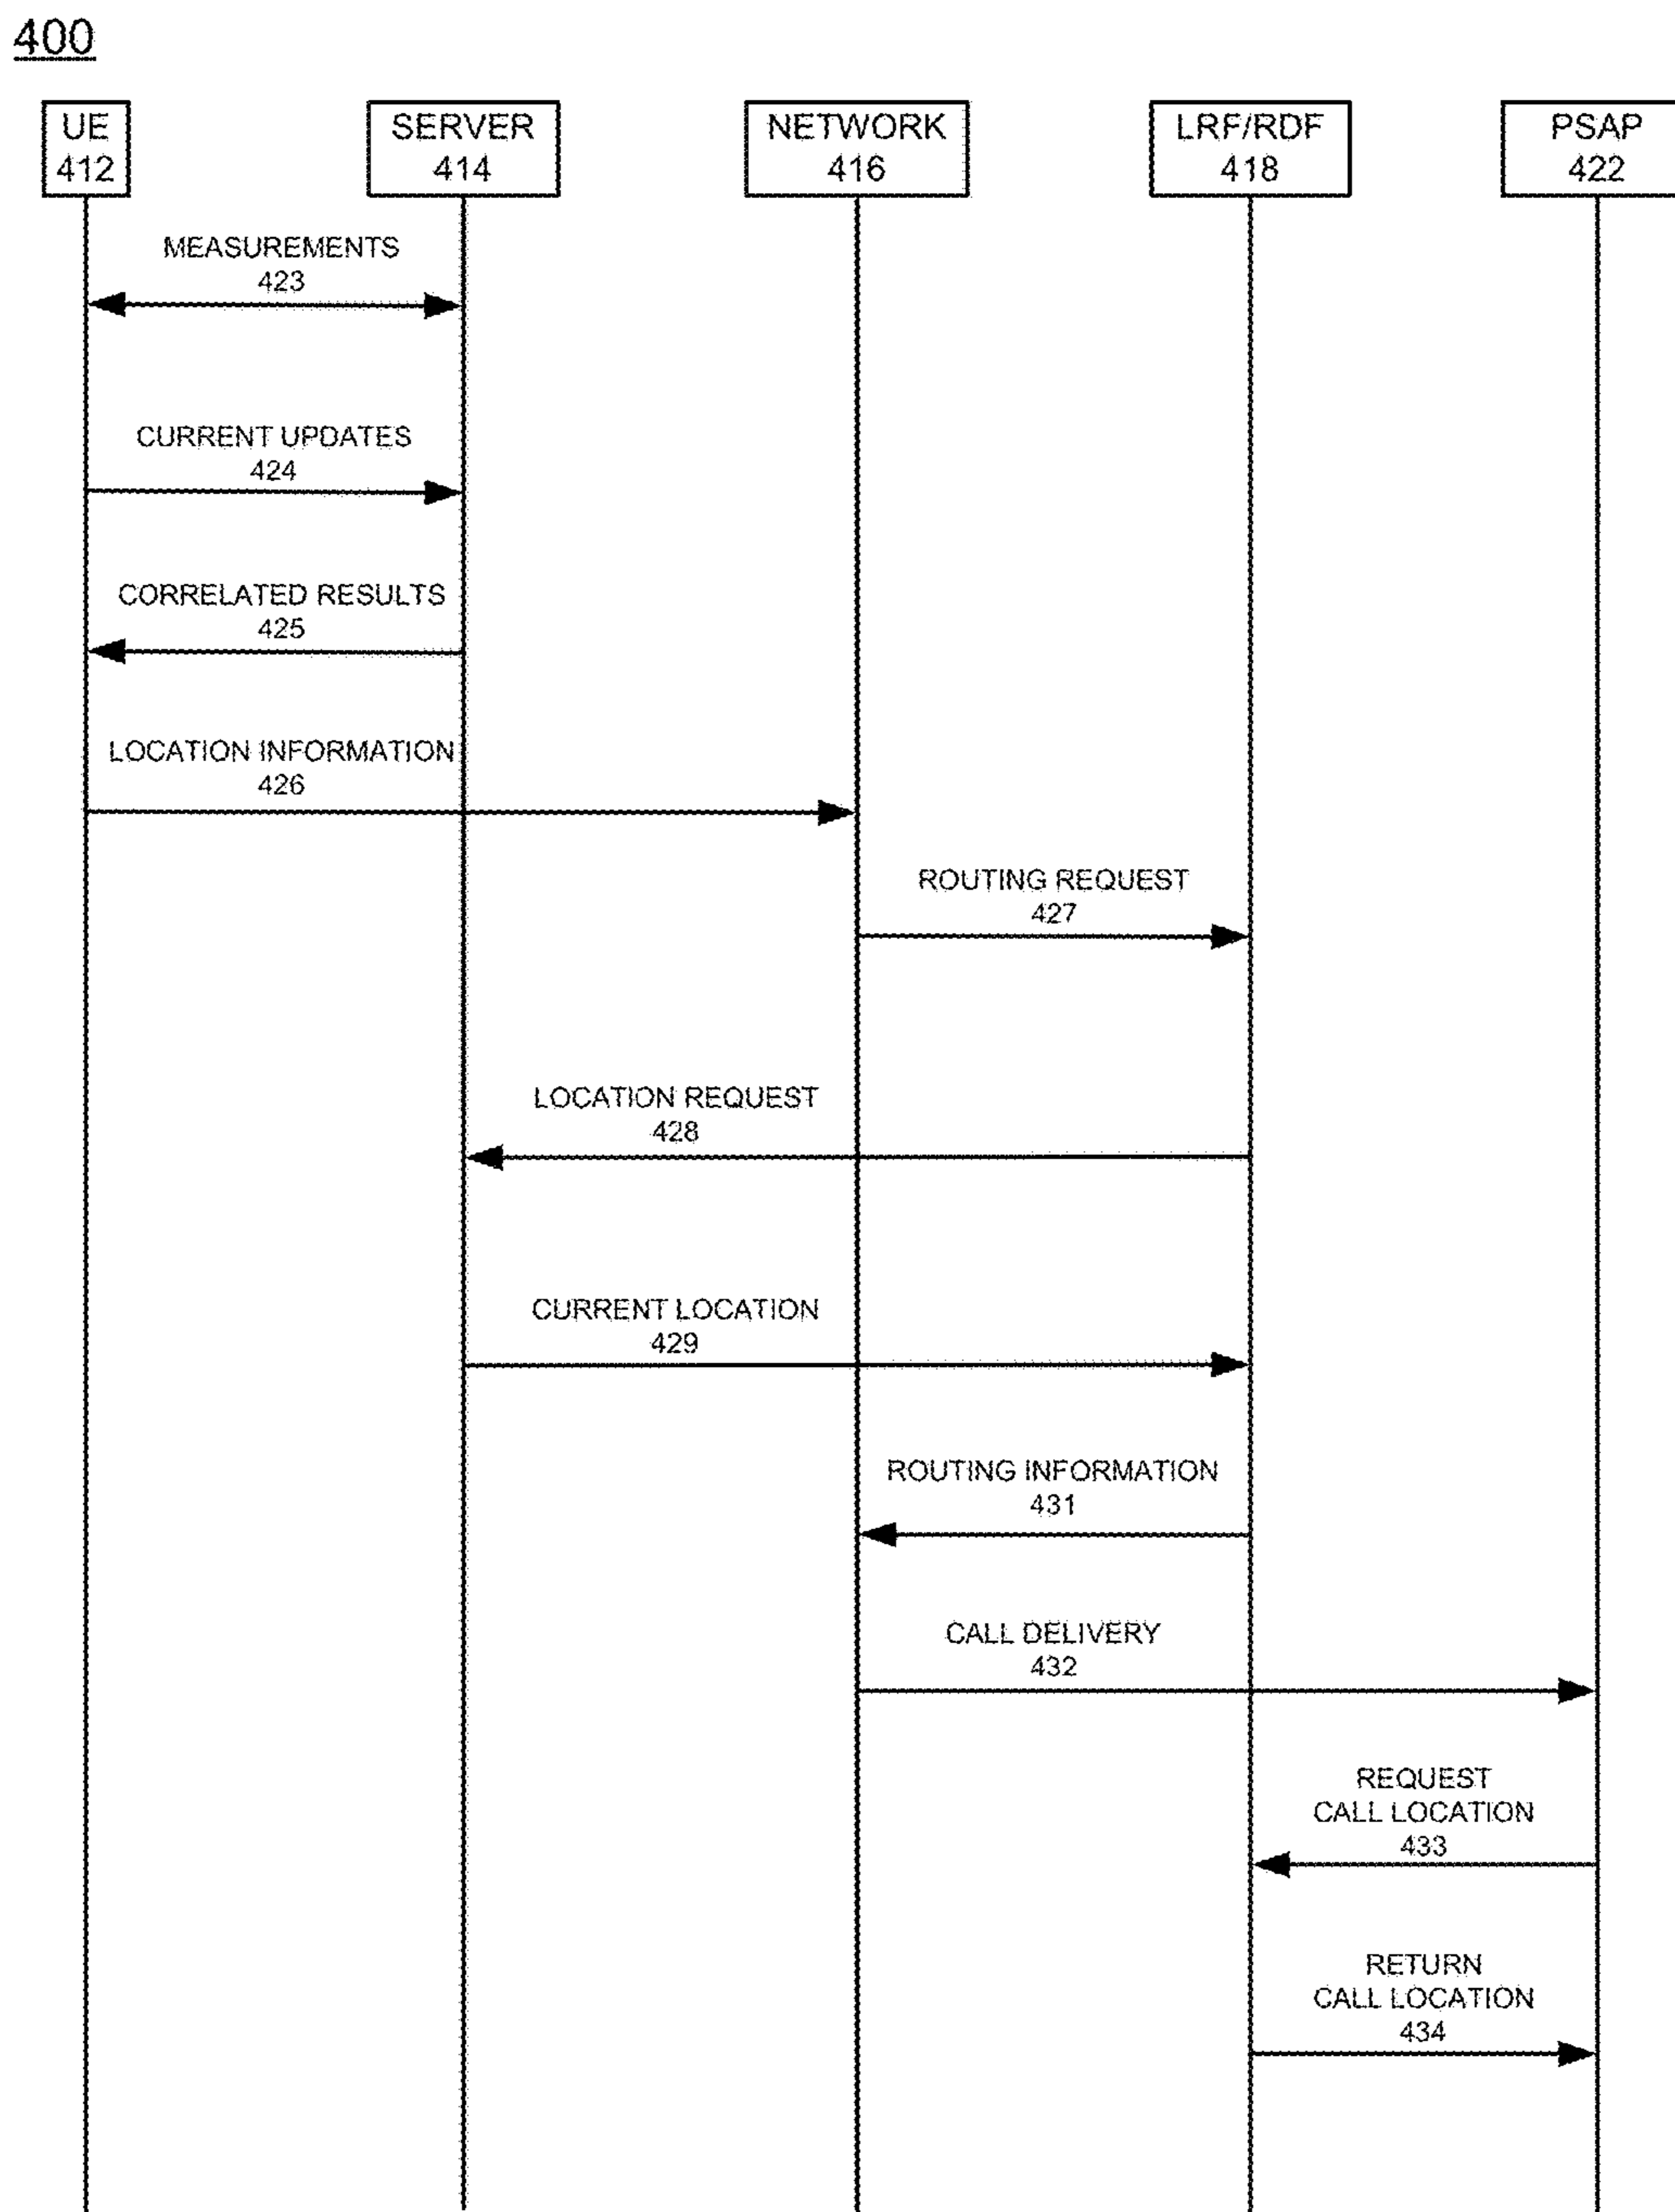 400
UE
412
SERVER
414
NETWORK
416
LRF/RDF
418
PSAP
422
MEASUREMENTS
423
CURRENT UPDATES
424
CORRELATED RESULTS
425
LOCATION INFORMATION
426
ROUTING REQUEST
427
LOCATION REQUEST
428
CURRENT LOCATION
429
ROUTING INFORMATION
431
CALL DELIVERY
432
REQUEST
CALL LOCATION
433
RETURN
CALL LOCATION
434